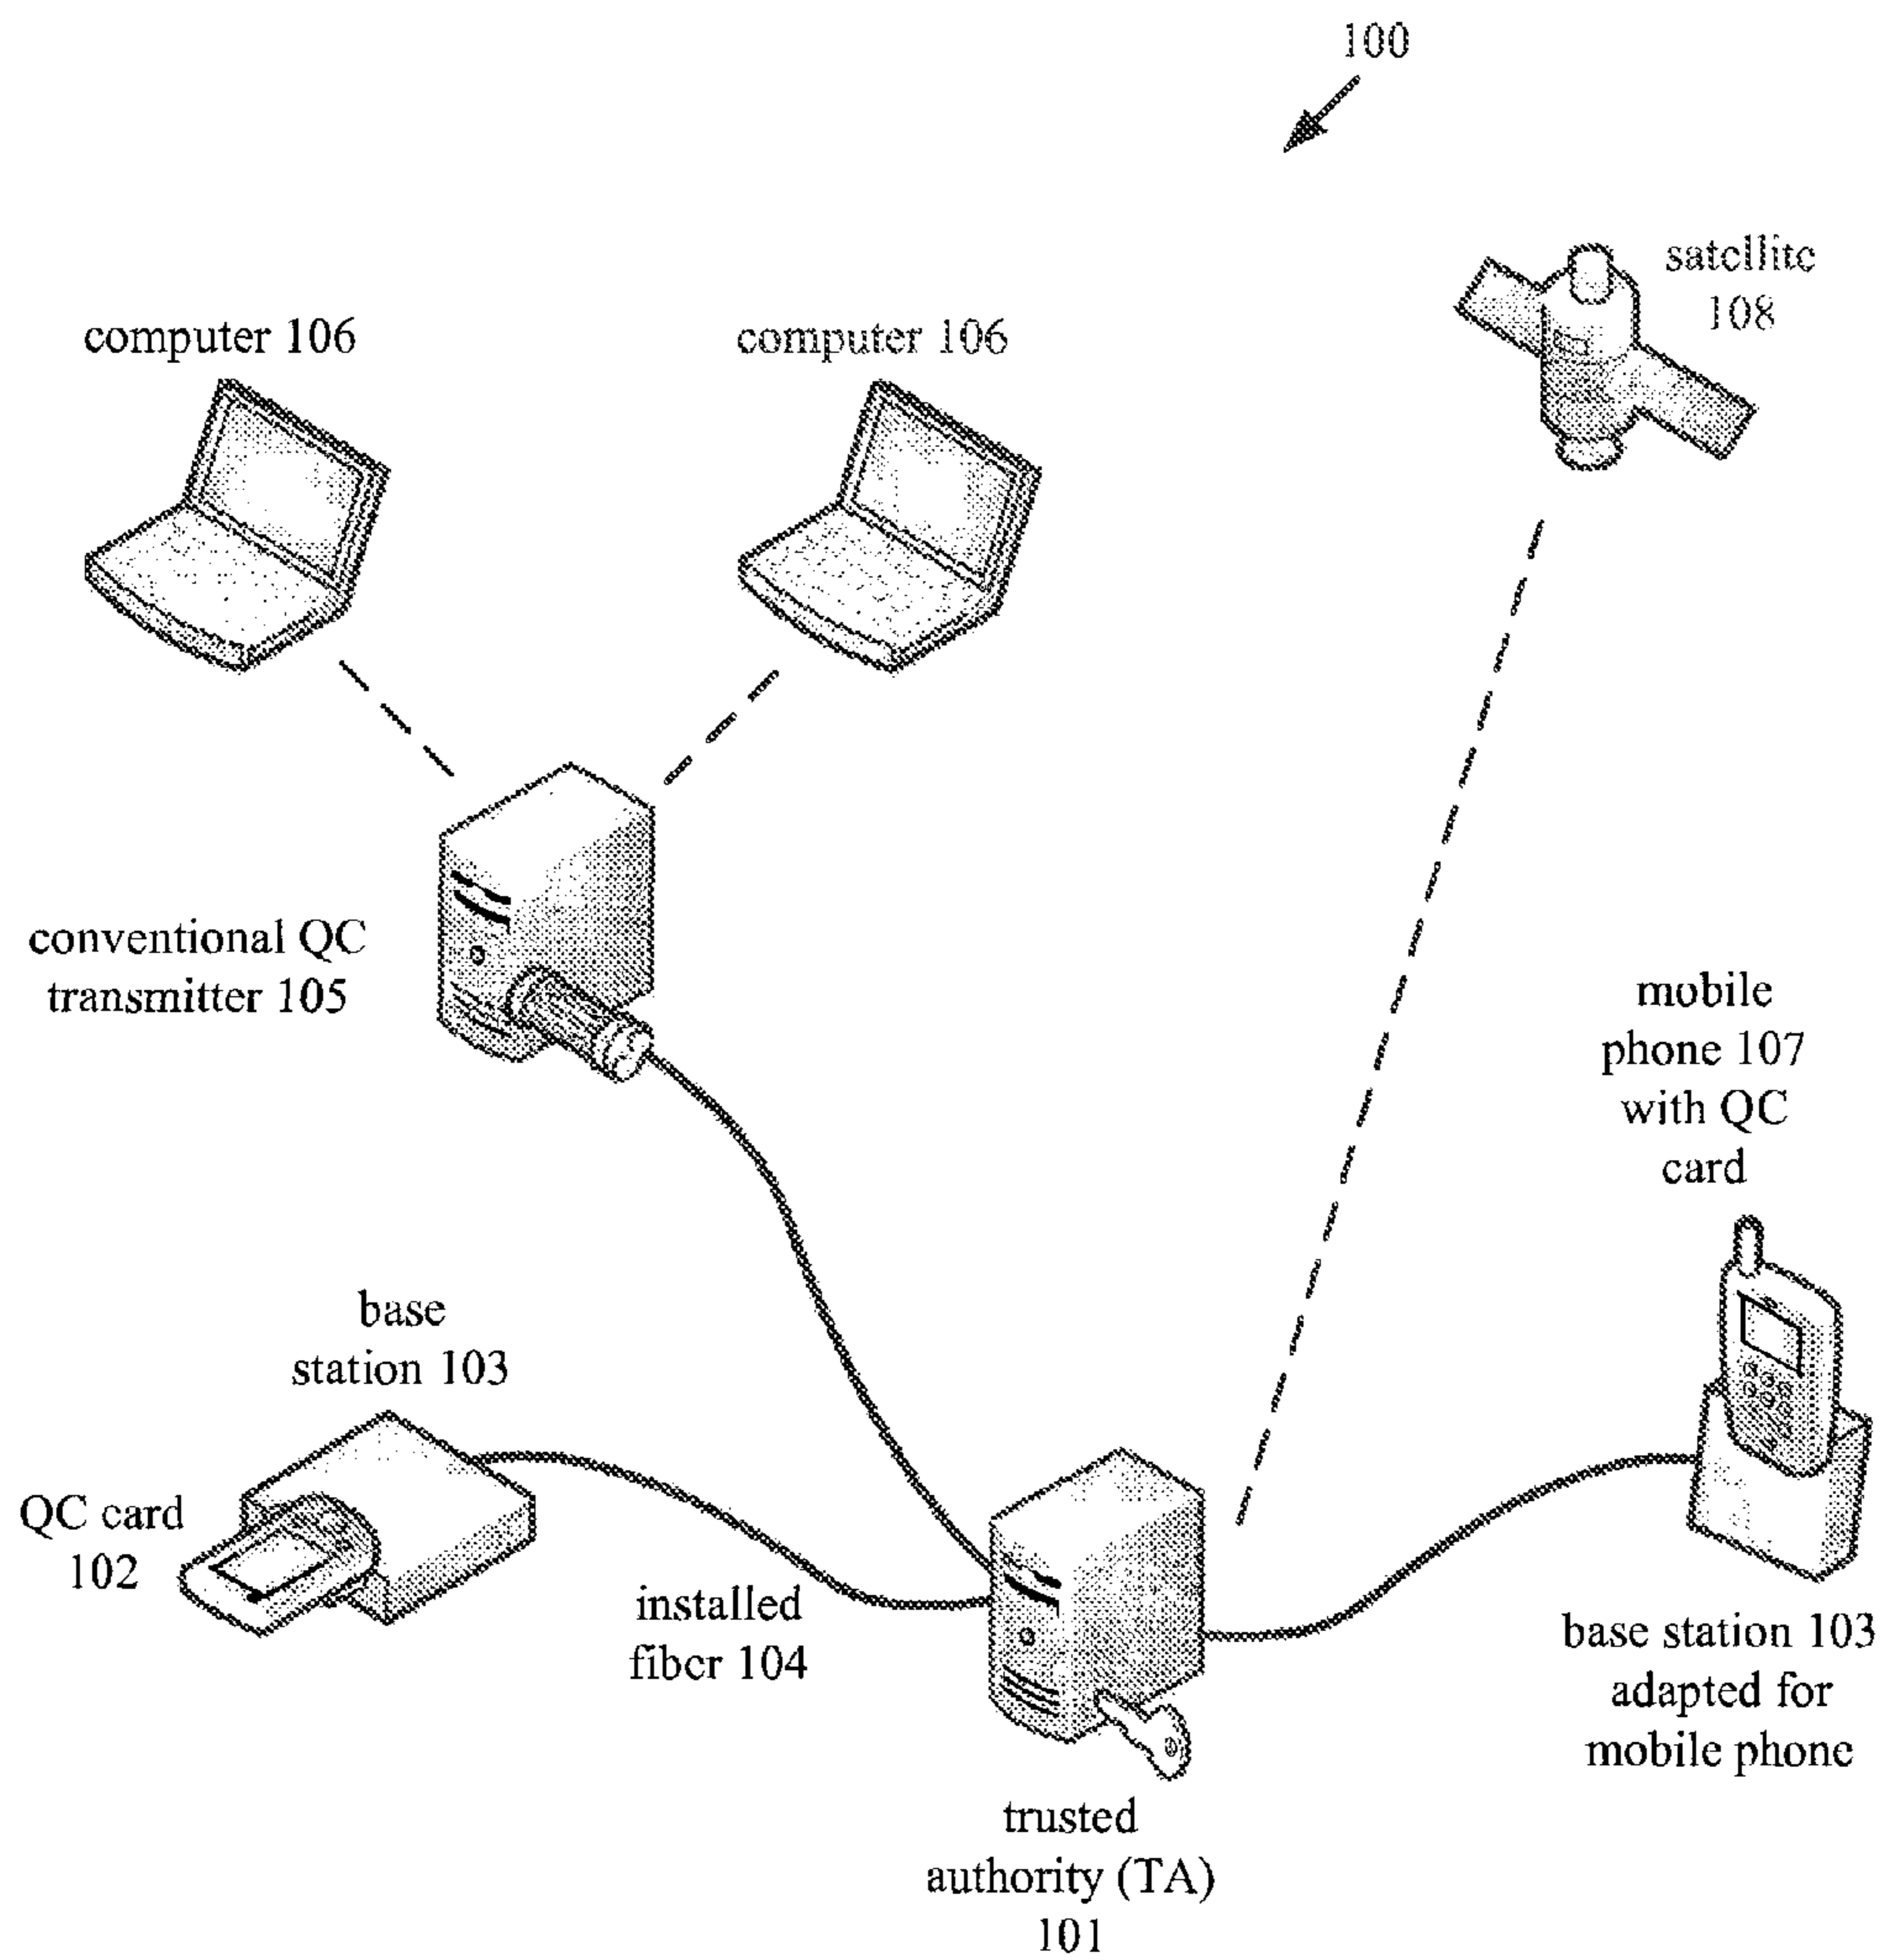 100
satellite
108
computer 106
computer 106
conventional QC
transmitter 105
mobile
phone 107
with QC
card
base
station 103
QC card
102
installed
fiber 104
base station 103
adapted for
mobile phone
trusted
authority (TA)
101